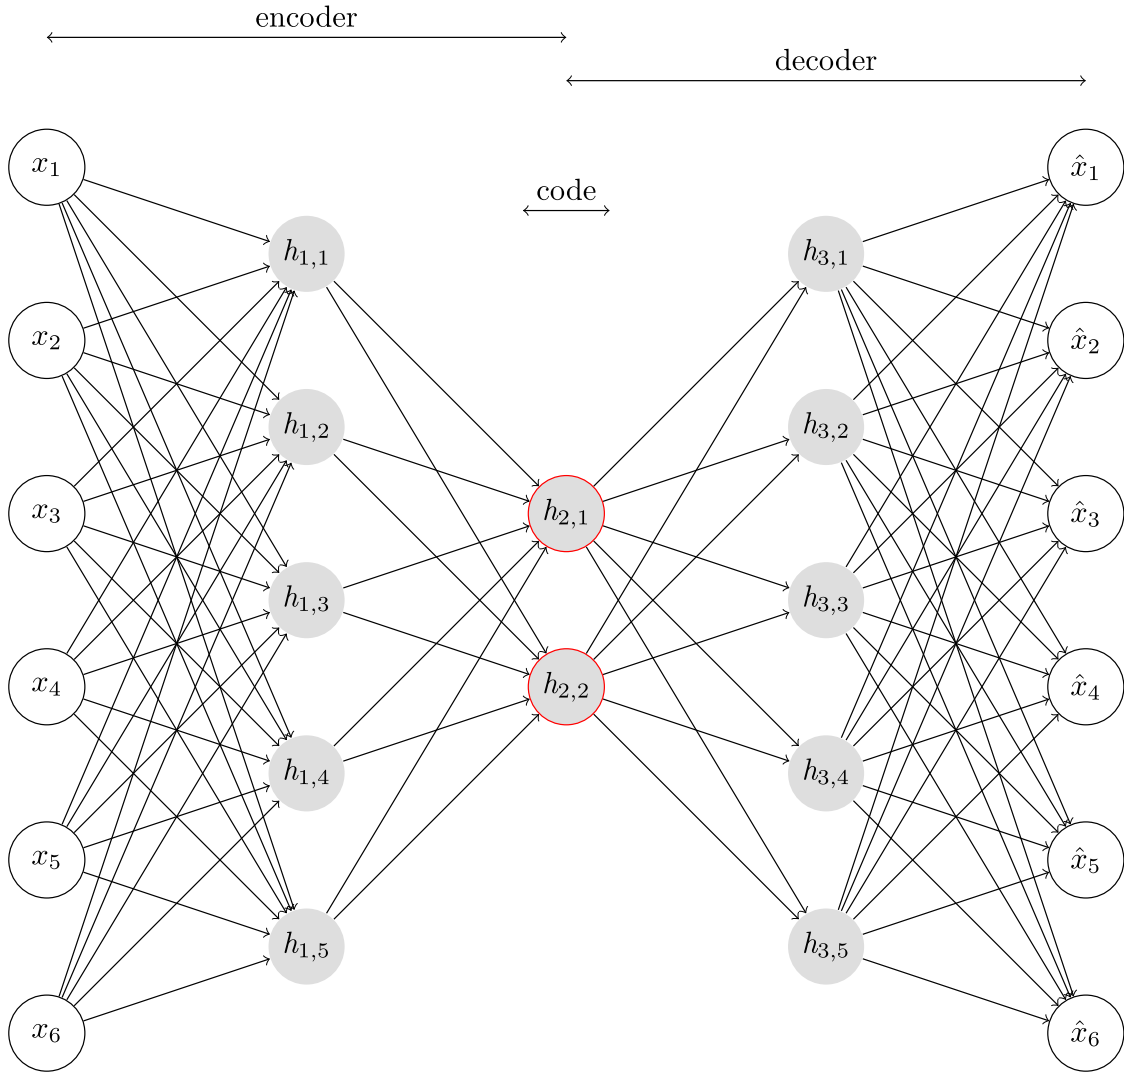 encoder
decoder
code
x₁
x₂
x₃
x₄
x₅
x₆
h₁,₁
h₁,₂
h₁,₃
h₁,₄
h₁,₅
h₂,₁
h₂,₂
h₃,₁
h₃,₂
h₃,₃
h₃,₄
h₃,₅
x̂₁
x̂₂
x̂₃
x̂₄
x̂₅
x̂₆